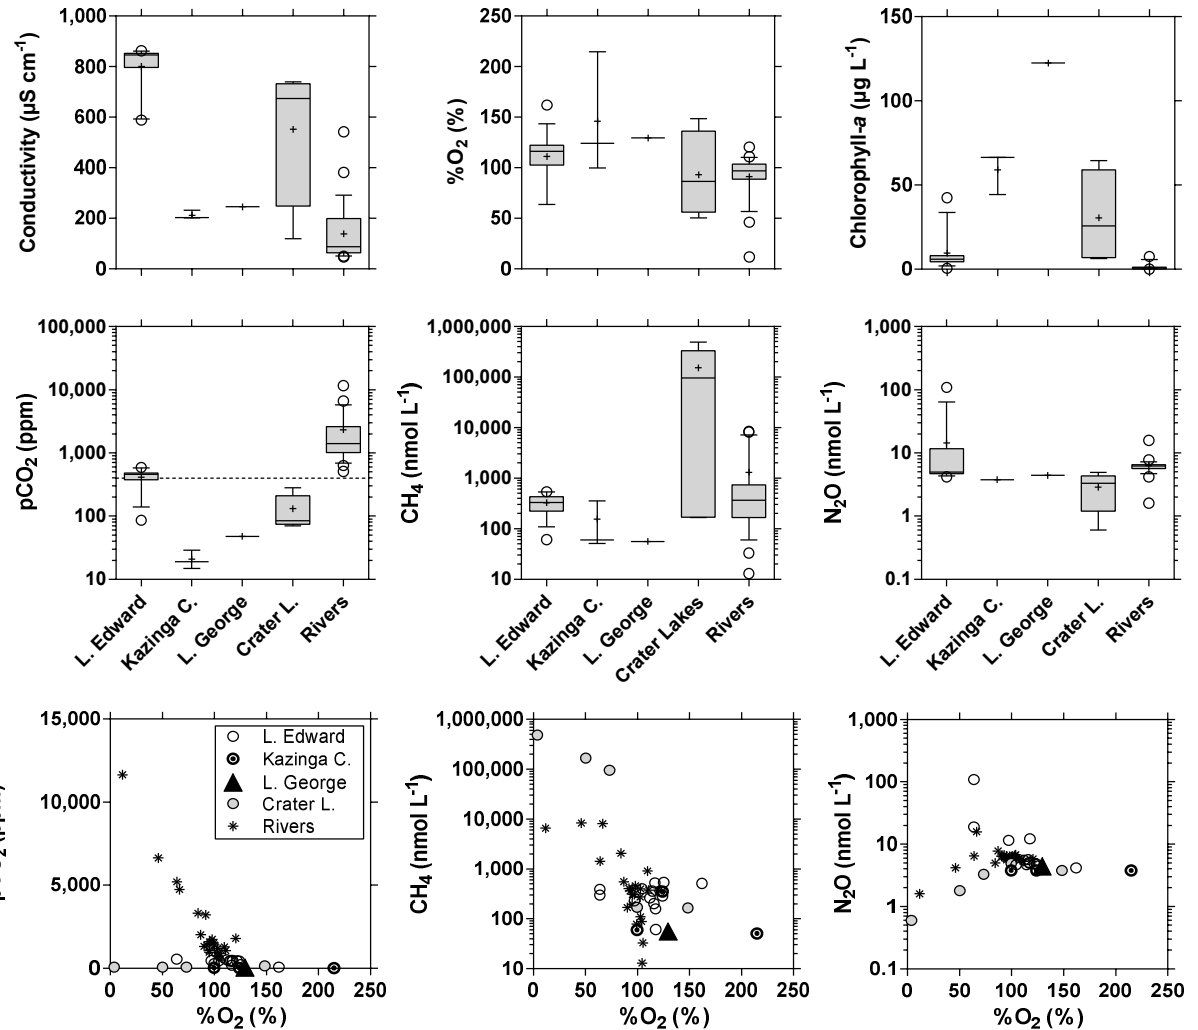 Conductivity (µS cm-1)
1,000
800
600
400
200
0
%O2 (%)
250
200
150
100
50
0
Chlorophyll-a (µg L-1)
150
100
50
0
pCO2 (ppm)
100,000
10,000
1,000
100
10
L. Edward
Kazinga C.
L. George
Crater L.
Rivers
CH4 (nmol L-1)
1,000,000
100,000
10,000
1,000
100
10
L. Edward
Kazinga C.
L. George
Crater Lakes
Rivers
N2O (nmol L-1)
1,000
100
10
1
0.1
L. Edward
Kazinga C.
L. George
Crater L.
Rivers
15,000
10,000
5,000
0
L. Edward
Kazinga C.
L. George
Crater L.
Rivers
0 50 100 150 200 250
%O2 (%)
CH4 (nmol L-1)
1,000,000
100,000
10,000
1,000
100
10
0 50 100 150 200 250
%O2 (%)
N2O (nmol L-1)
1,000
100
10
1
0.1
0 50 100 150 200 250
%O2 (%)